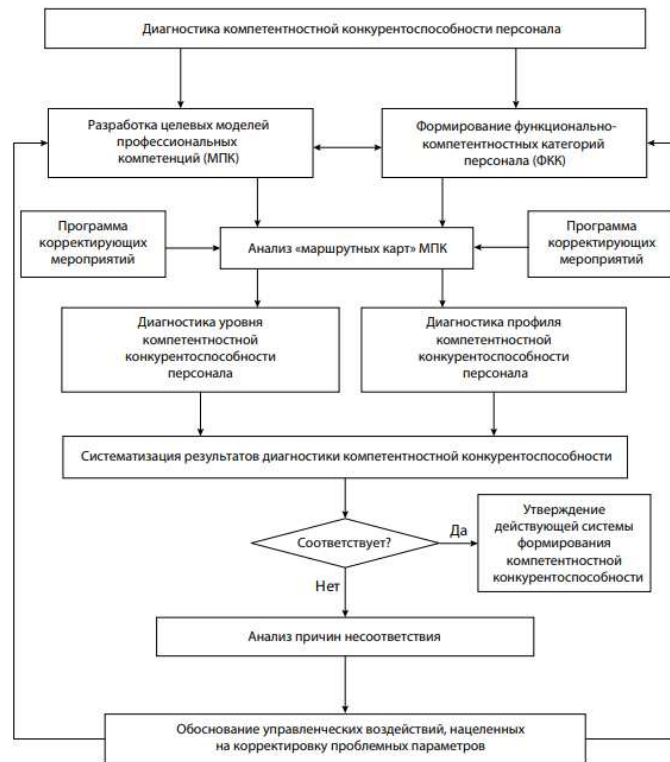 Диагностика компетентностной конкурентоспособности персонала
Разработка целевых моделей
профессиональных
компетенций (МПК)
Формирование функционально-
компетентностных категорий
персонала (ФКК)
Программа
корректирующих
мероприятий
Анализ «маршрутных карт» МПК
Программа
корректирующих
мероприятий
Диагностика уровня
компетентностной
конкурентоспособности
персонала
Диагностика профиля
компетентностной
конкурентоспособности
персонала
Систематизация результатов диагностики компетентностной конкурентоспособности
Соответствует?
Да
Утверждение
действующей системы
формирования
компетентностной
конкурентоспособности
Нет
Анализ причин несоответствия
Обоснование управленческих воздействий, нацеленных
на корректировку проблемных параметров